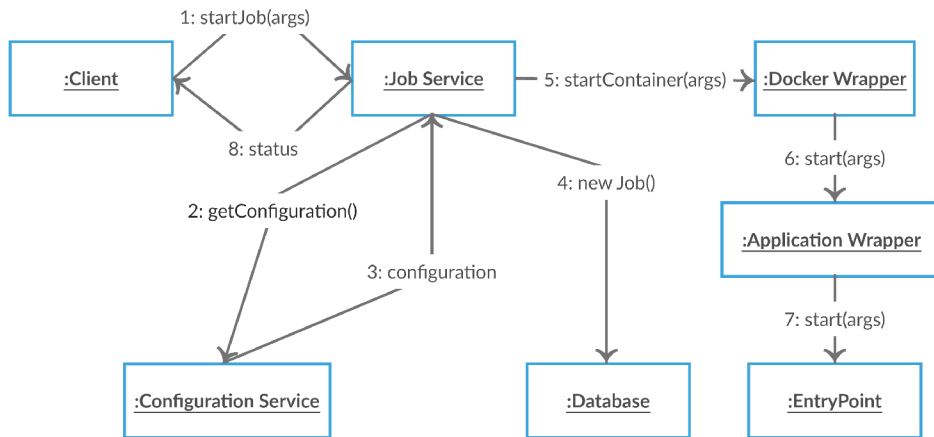 1: startJob(args)
:Client
:Job Service
5: startContainer(args)
:Docker Wrapper
8: status
6: start(args)
4: new Job()
2: getConfiguration()
:Application Wrapper
3: configuration
7: start(args)
:Configuration Service
:Database
:EntryPoint